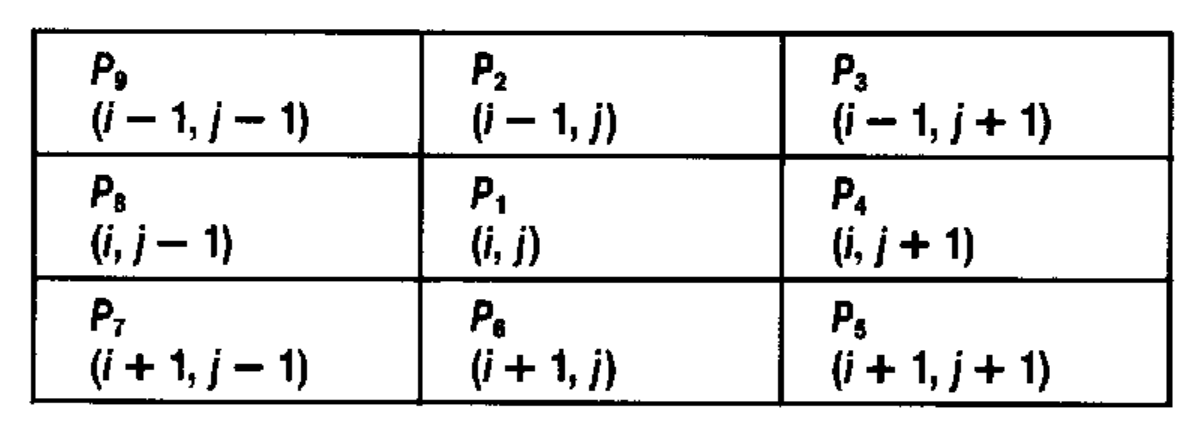 P₉ P₂ P₃
(i − 1, j − 1) (i − 1, j) (i − 1, j + 1)
P₈ P₁ P₄
(i, j − 1) (i, j) (i, j + 1)
P₇ P₆ P₅
(i + 1, j − 1) (i + 1, j) (i + 1, j + 1)